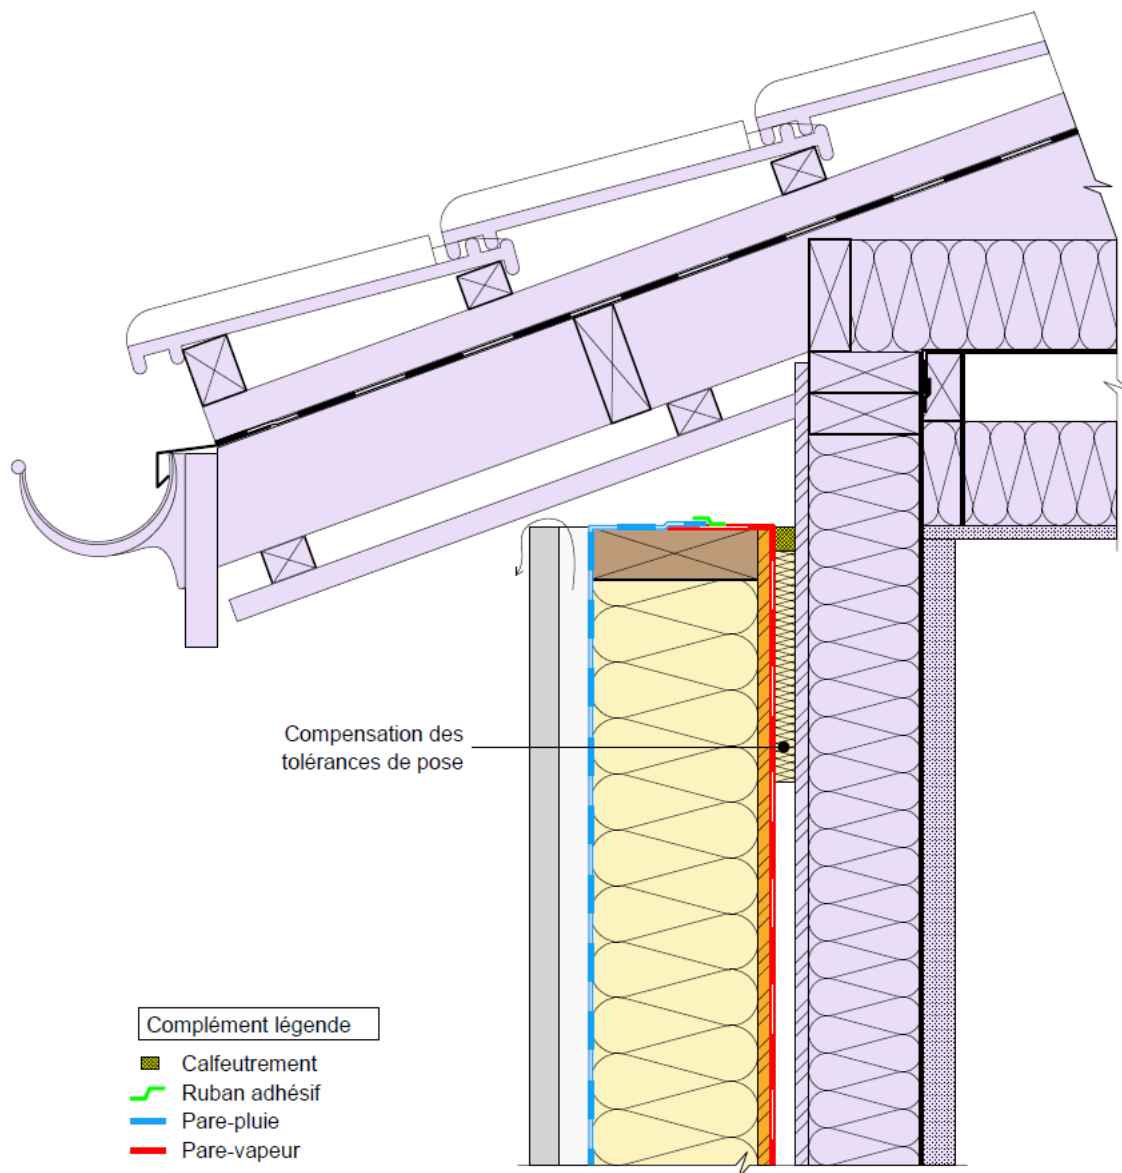 Compensation des
tolérances de pose
Complément légende
Calfeutrement
Ruban adhésif
Pare-pluie
Pare-vapeur